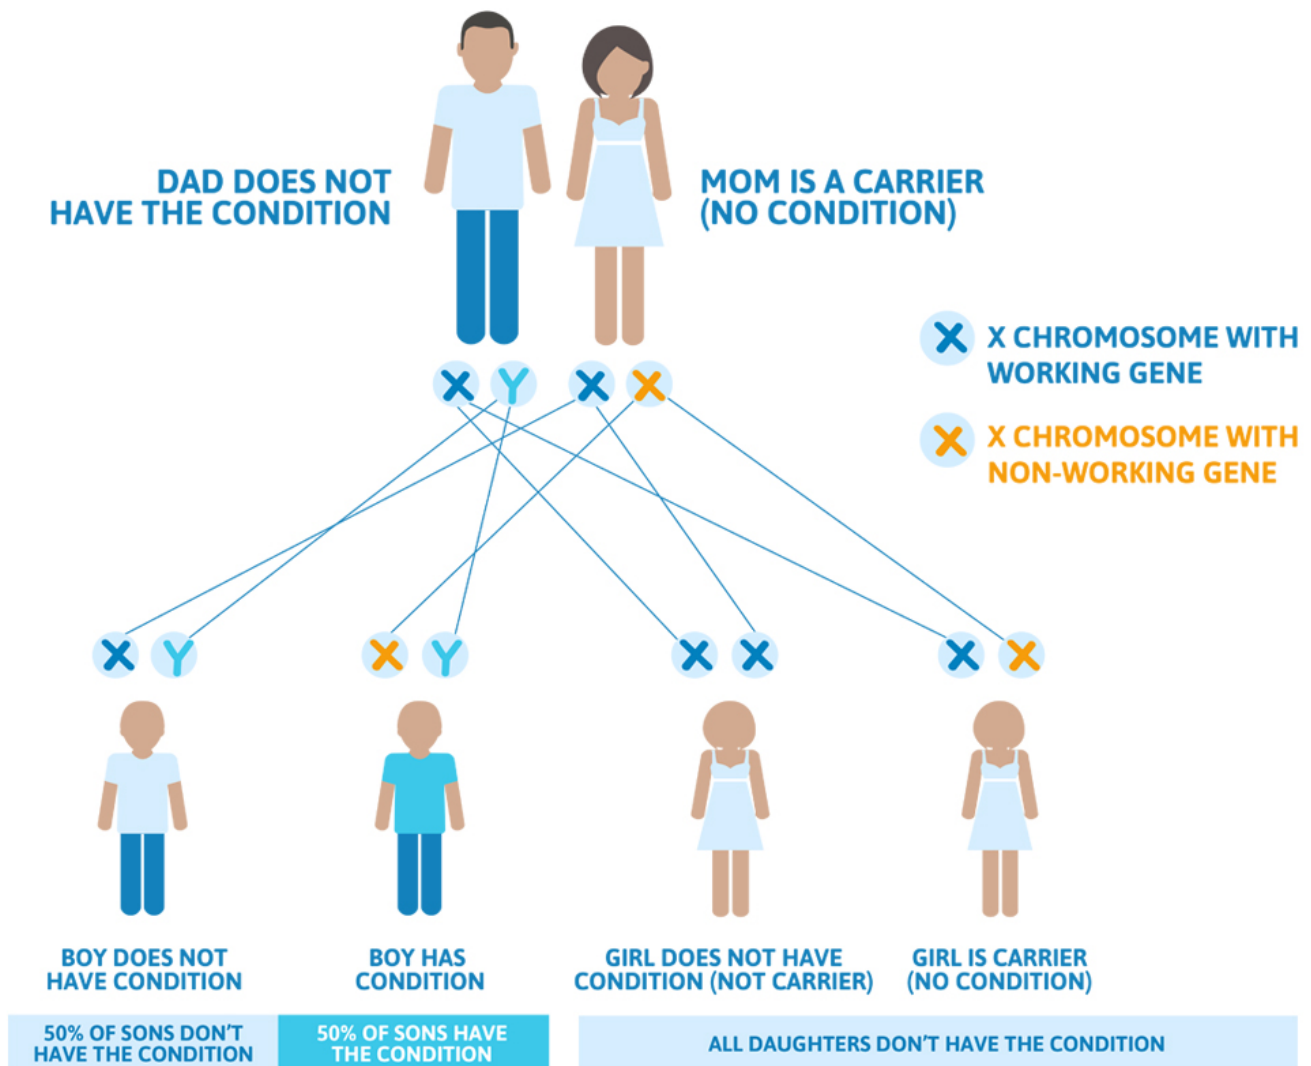 DAD DOES NOT
HAVE THE CONDITION
MOM IS A CARRIER
(NO CONDITION)
X CHROMOSOME WITH
WORKING GENE
X CHROMOSOME WITH
NON-WORKING GENE
X Y X X
X Y X Y X X X X
BOY DOES NOT
HAVE CONDITION
BOY HAS
CONDITION
GIRL DOES NOT HAVE
CONDITION (NOT CARRIER)
GIRL IS CARRIER
(NO CONDITION)
50% OF SONS DON'T
HAVE THE CONDITION
50% OF SONS HAVE
THE CONDITION
ALL DAUGHTERS DON'T HAVE THE CONDITION